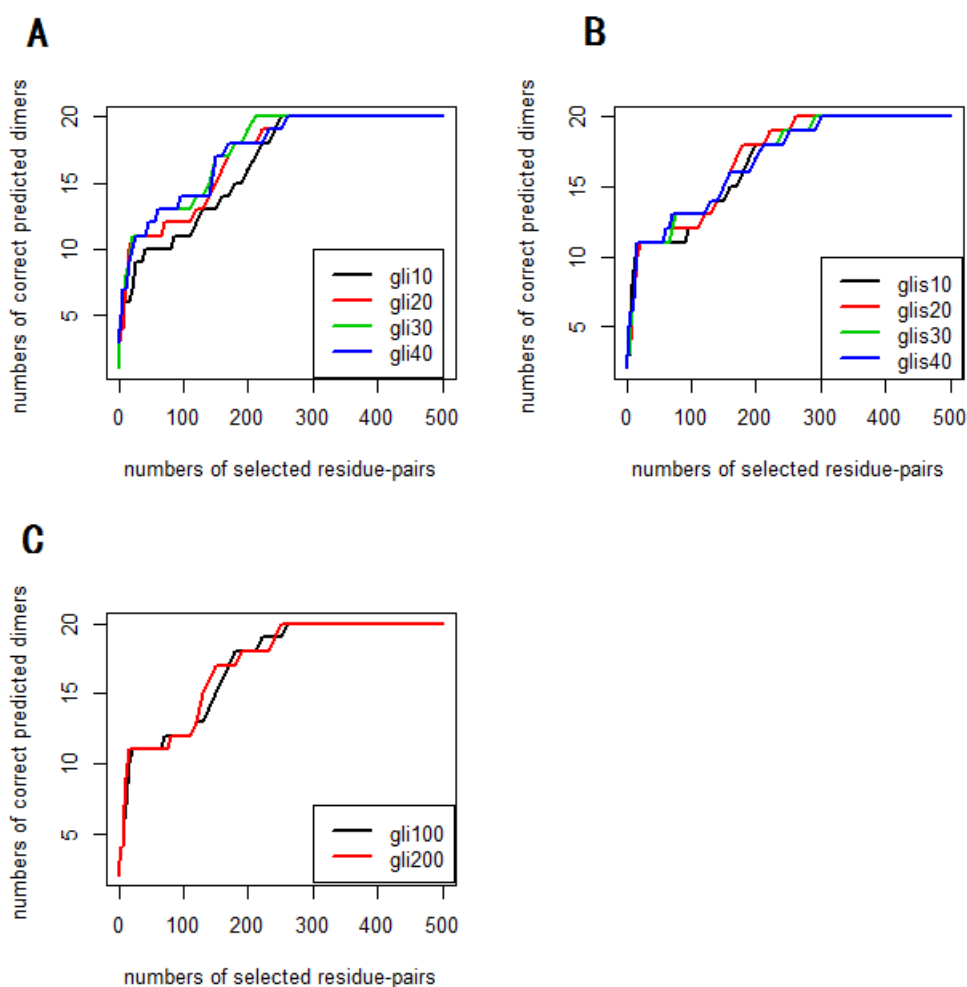 A
numbers of correct predicted dimers
20
15
10
5
gli10
gli20
gli30
gli40
0 100 200 300 400 500
numbers of selected residue-pairs
B
numbers of correct predicted dimers
20
15
10
5
glis10
glis20
glis30
glis40
0 100 200 300 400 500
numbers of selected residue-pairs
C
numbers of correct predicted dimers
20
15
10
5
gli100
gli200
0 100 200 300 400 500
numbers of selected residue-pairs